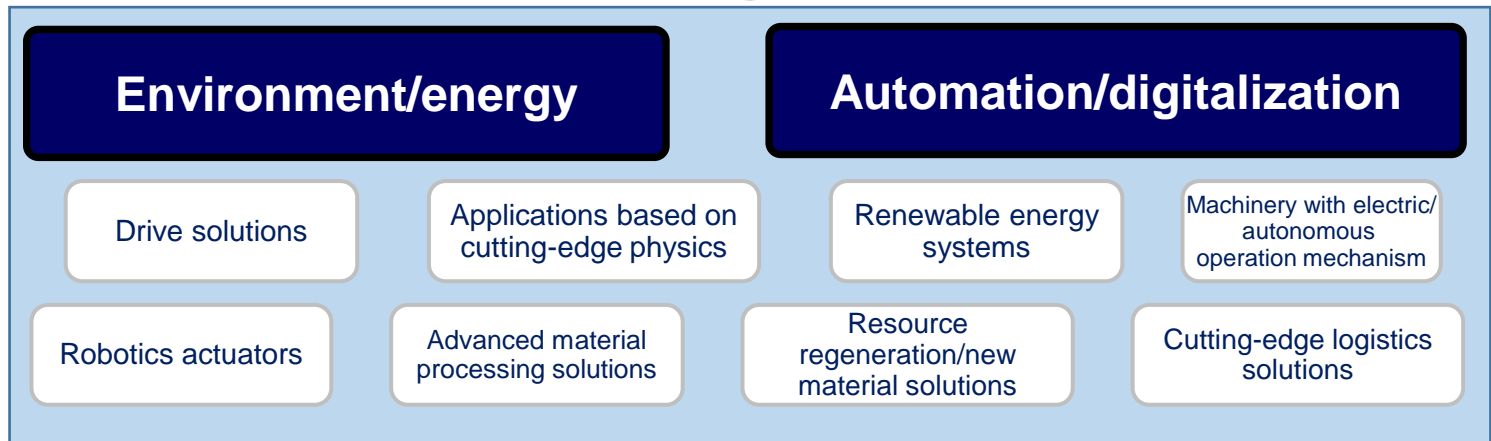 Environment/energy
Automation/digitalization
Drive solutions
Applications based on
cutting-edge physics
Renewable energy
systems
Machinery with electric/
autonomous
operation mechanism
Robotics actuators
Advanced material
processing solutions
Resource
regeneration/new
material solutions
Cutting-edge logistics
solutions